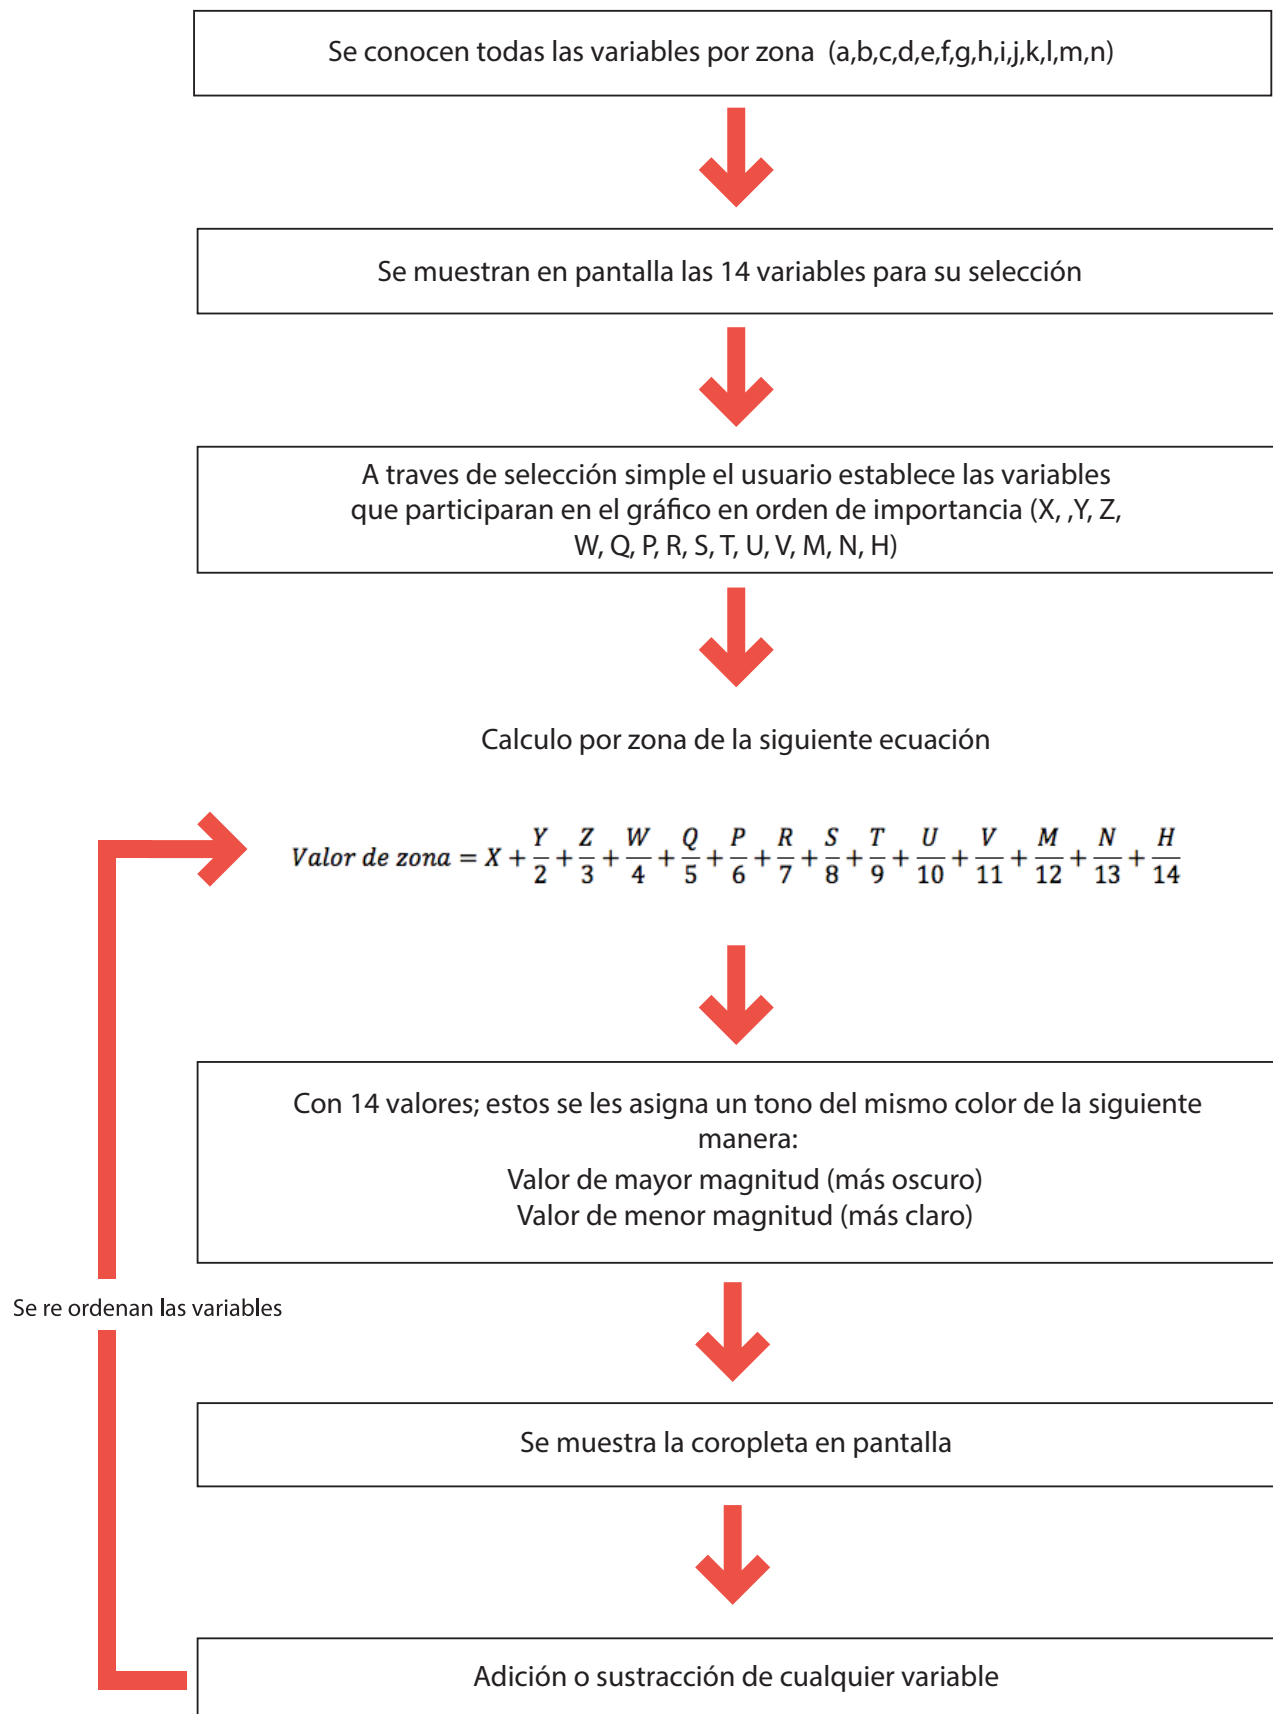 Se conocen todas las variables por zona  (a,b,c,d,e,f,g,h,i,j,k,l,m,n)
Se muestran en pantalla las 14 variables para su selección
A traves de selección simple el usuario establece las variables
que participaran en el gráfico en orden de importancia (X, ,Y, Z,
W, Q, P, R, S, T, U, V, M, N, H)
Calculo por zona de la siguiente ecuación
Valor de zona = X + Y/2 + Z/3 + W/4 + Q/5 + P/6 + R/7 + S/8 + T/9 + U/10 + V/11 + M/12 + N/13 + H/14
Con 14 valores; estos se les asigna un tono del mismo color de la siguiente
manera:
Valor de mayor magnitud (más oscuro)
Valor de menor magnitud (más claro)
Se re ordenan las variables
Se muestra la coropleta en pantalla
Adición o sustracción de cualquier variable